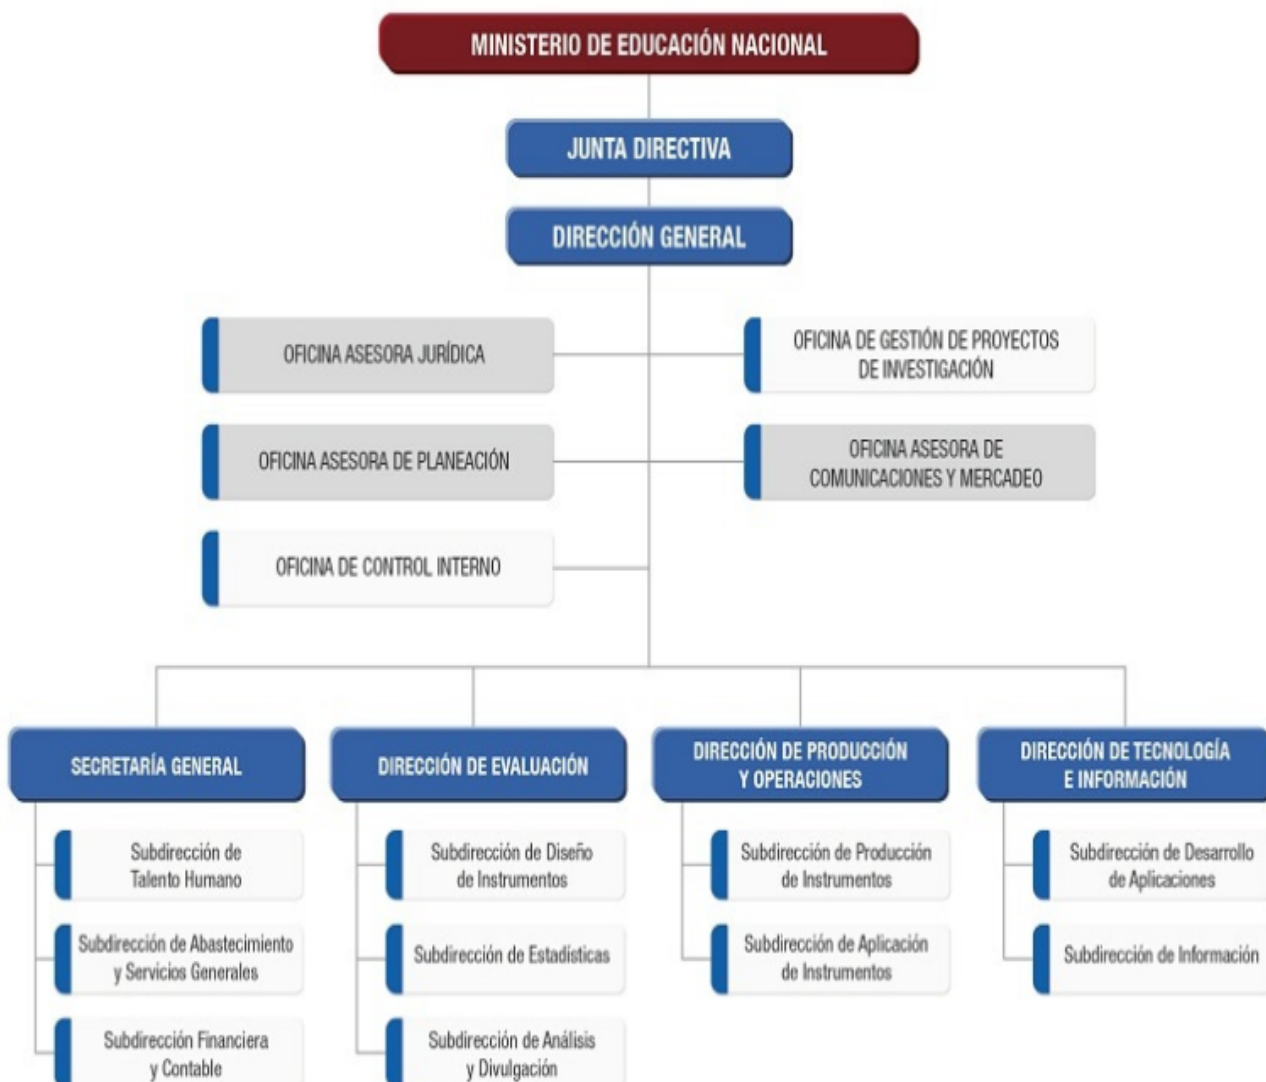 MINISTERIO DE EDUCACIÓN NACIONAL
JUNTA DIRECTIVA
DIRECCIÓN GENERAL
OFICINA ASESORA JURÍDICA
OFICINA DE GESTIÓN DE PROYECTOS
DE INVESTIGACIÓN
OFICINA ASESORA DE PLANEACIÓN
OFICINA ASESORA DE
COMUNICACIONES Y MERCADEO
OFICINA DE CONTROL INTERNO
SECRETARÍA GENERAL
Subdirección de
Talento Humano
Subdirección de Abastecimiento
y Servicios Generales
Subdirección Financiera
y Contable
DIRECCIÓN DE EVALUACIÓN
Subdirección de Diseño
de Instrumentos
Subdirección de Estadísticas
Subdirección de Análisis
y Divulgación
DIRECCIÓN DE PRODUCCIÓN
Y OPERACIONES
Subdirección de Producción
de Instrumentos
Subdirección de Aplicación
de Instrumentos
DIRECCIÓN DE TECNOLOGÍA
E INFORMACIÓN
Subdirección de Desarrollo
de Aplicaciones
Subdirección de Información